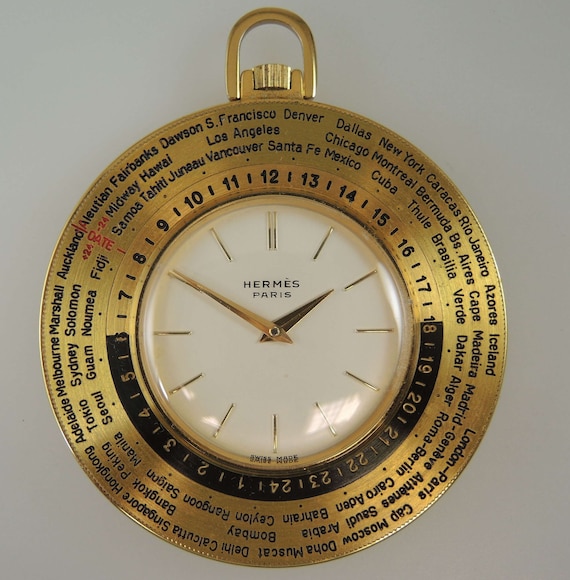 S. Francisco Denver Dallas New York Caracas Rio Janeiro Azores Iceland
Los Angeles Chicago Montreal Bermuda Bs. Aires Cape Madeira
Vancouver Santa Fe Mexico Cuba Thule Brasilia Verde Dakar
London-Paris Madrid Genève Alger
Roma-Berlin Athènes Cap
Cairo Aden Saudi Arabia Moscow
Bahrain Doha Muscat
Ceylon Bombay Delhi Calcutta
Rangoon Saigon Bangkok Singapore
Manila Peiping Hongkong
Seoul Tokio Adelaide Melbourne
Guam Sydney
Noumea Solomon Marshall
Fidji Auckland
-24 DATE +24
Samoa Midway Aleutian
Tahiti Hawai Fairbanks
Juneau Dawson
12 13 14 15 16 17 18 19 20 21 22 23 24 1 2 3 4 5 6 7 8 9 10 11
HERMÈS
PARIS